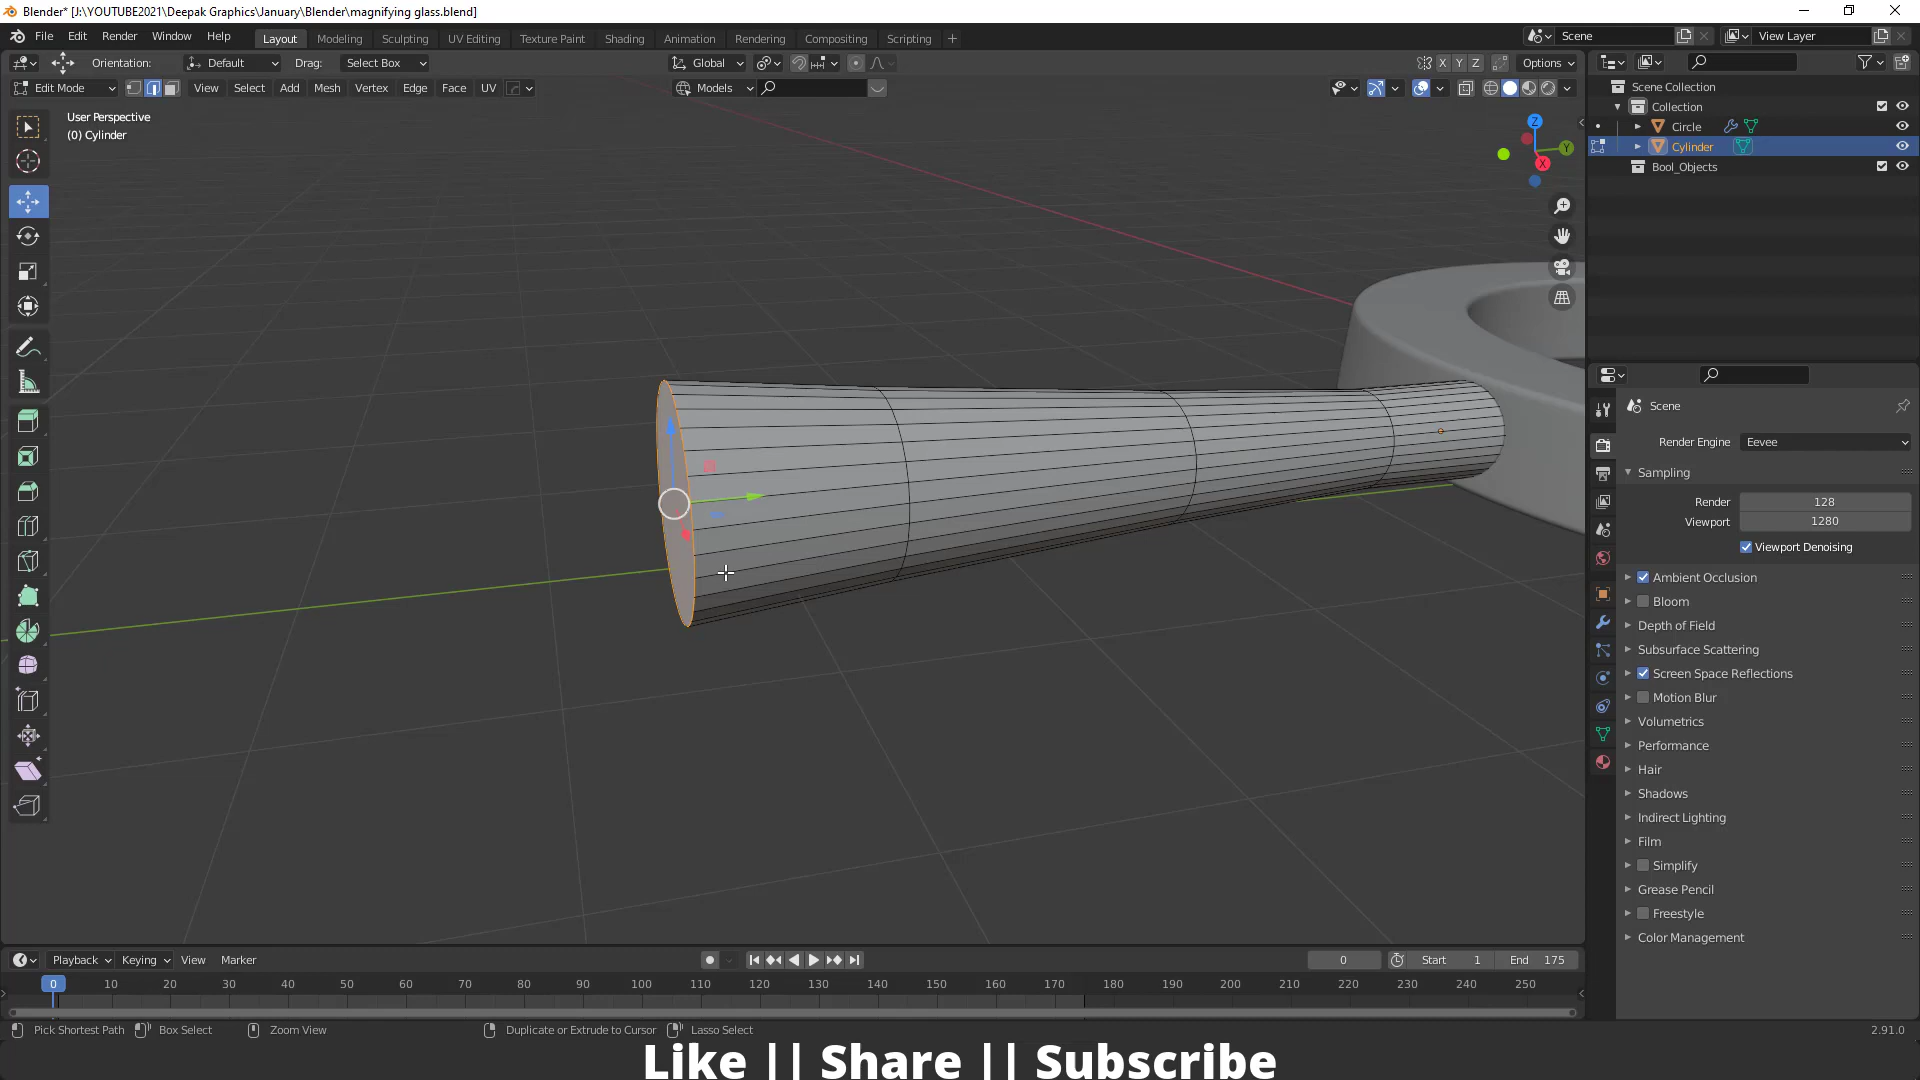 Blender* [J:\YOUTUBE2021\Deepak Graphics\January\Blender\magnifying glass.blend]
File Edit Render Window Help Layout Modeling Sculpting UV Editing Texture Paint Shading Animation Rendering Compositing Scripting + Scene View Layer
Orientation: Default Drag: Select Box Global X Y Z Options
Edit Mode View Select Add Mesh Vertex Edge Face UV Models
User Perspective
(0) Cylinder
Z
Y
X
Scene Collection
Collection
Circle
Cylinder
Bool_Objects
Scene
Render Engine Eevee
Sampling
Render 128
Viewport 1280
Viewport Denoising
Ambient Occlusion
Bloom
Depth of Field
Subsurface Scattering
Screen Space Reflections
Motion Blur
Volumetrics
Performance
Hair
Shadows
Indirect Lighting
Film
Simplify
Grease Pencil
Freestyle
Color Management
Playback Keying View Marker 0 Start 1 End 175
0 10 20 30 40 50 60 70 80 90 100 110 120 130 140 150 160 170 180 190 200 210 220 230 240 250
Pick Shortest Path Box Select Zoom View Duplicate or Extrude to Cursor Lasso Select 2.91.0
Like || Share || Subscribe